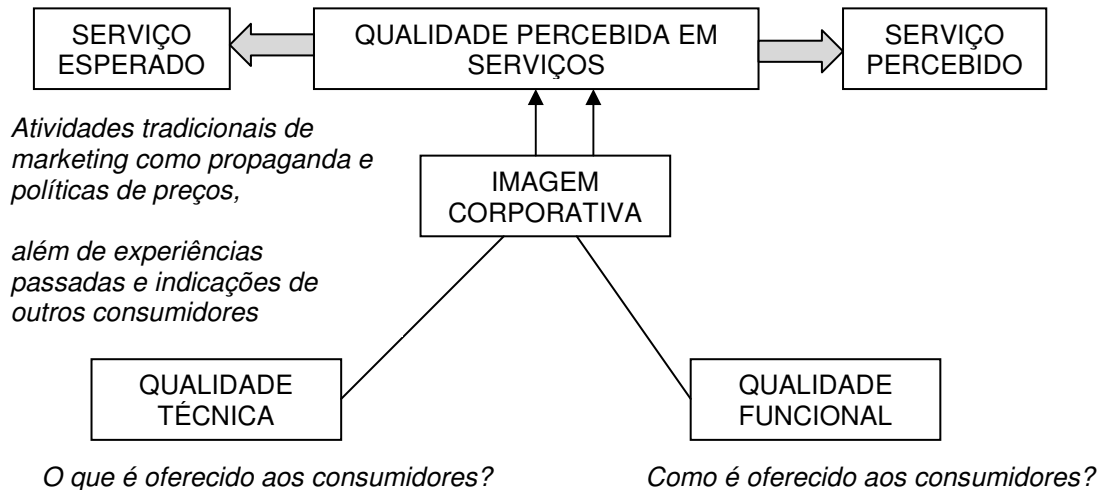 SERVIÇO
ESPERADO
QUALIDADE PERCEBIDA EM
SERVIÇOS
SERVIÇO
PERCEBIDO
Atividades tradicionais de
marketing como propaganda e
políticas de preços,
além de experiências
passadas e indicações de
outros consumidores
IMAGEM
CORPORATIVA
QUALIDADE
TÉCNICA
QUALIDADE
FUNCIONAL
O que é oferecido aos consumidores?
Como é oferecido aos consumidores?